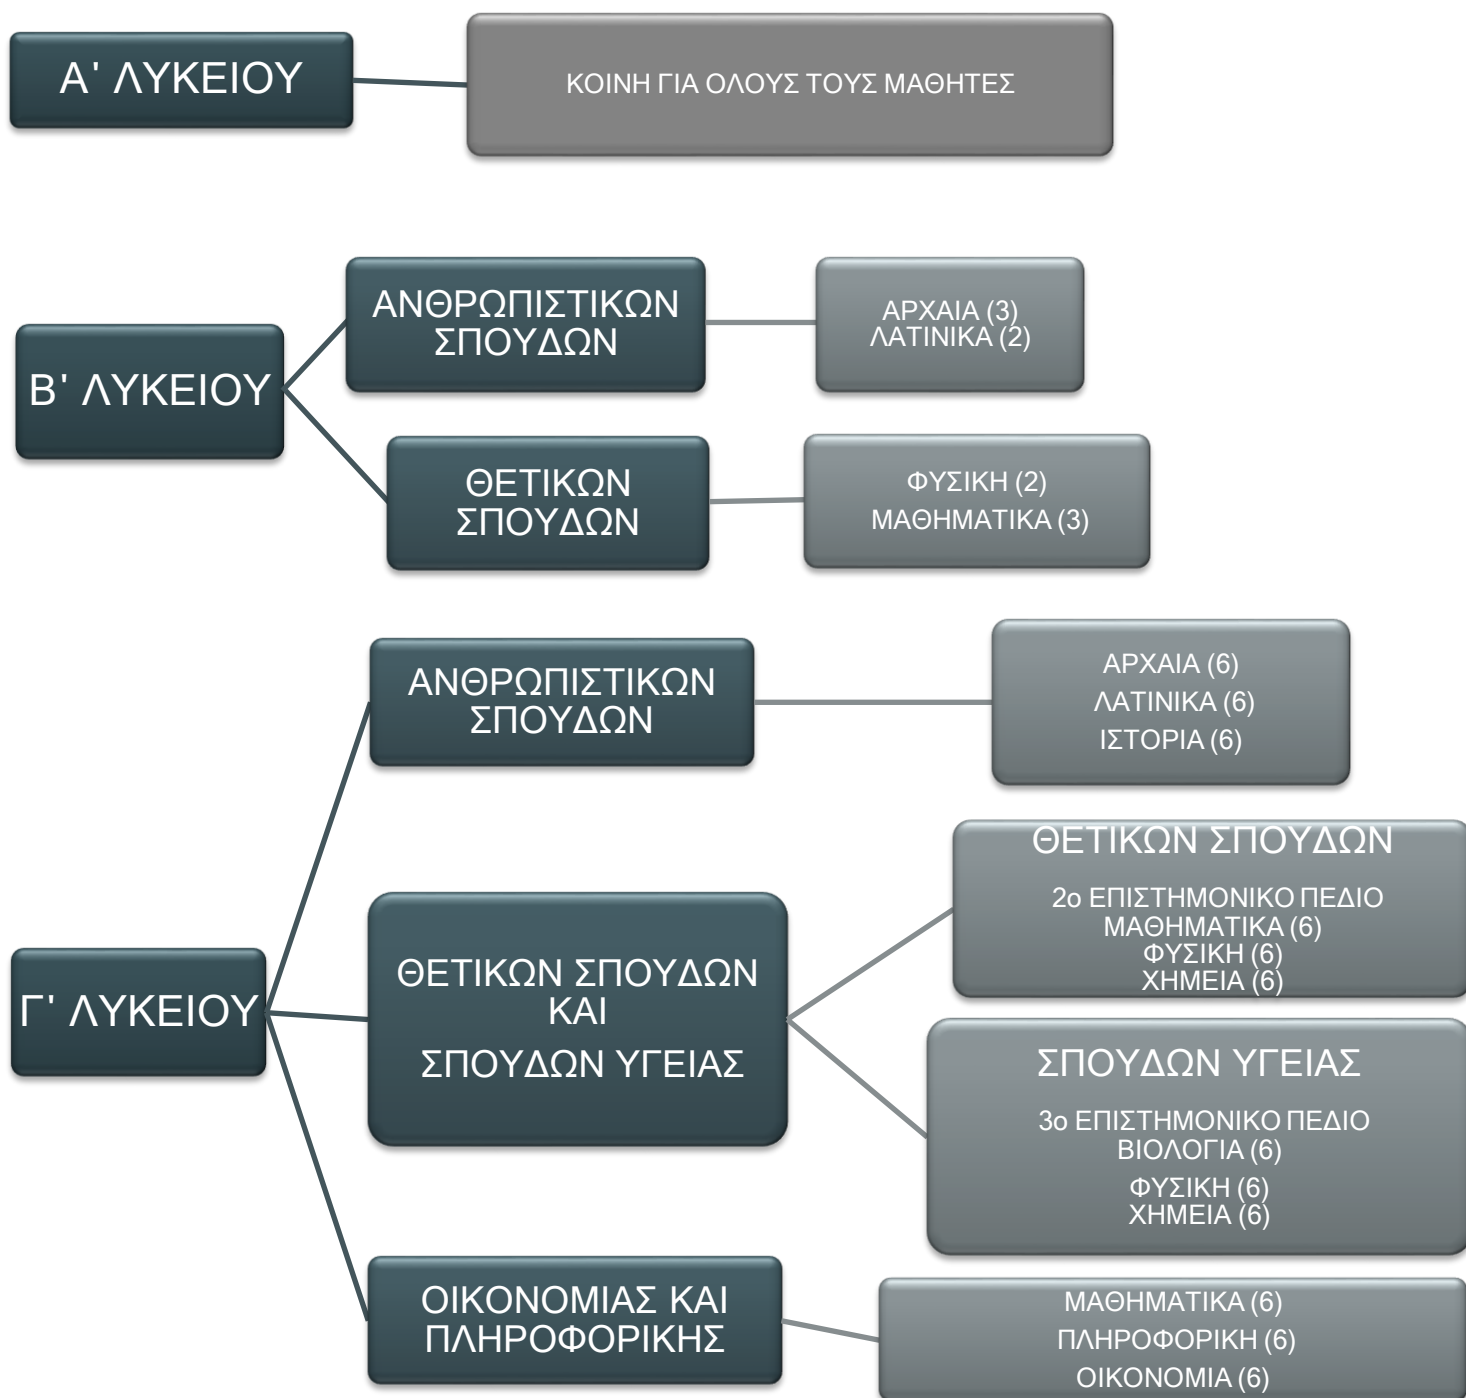 Α' ΛΥΚΕΙΟΥ
ΚΟΙΝΗ ΓΙΑ ΟΛΟΥΣ ΤΟΥΣ ΜΑΘΗΤΕΣ
Β' ΛΥΚΕΙΟΥ
ΑΝΘΡΩΠΙΣΤΙΚΩΝ
ΣΠΟΥΔΩΝ
ΑΡΧΑΙΑ (3)
ΛΑΤΙΝΙΚΑ (2)
ΘΕΤΙΚΩΝ
ΣΠΟΥΔΩΝ
ΦΥΣΙΚΗ (2)
ΜΑΘΗΜΑΤΙΚΑ (3)
Γ' ΛΥΚΕΙΟΥ
ΑΝΘΡΩΠΙΣΤΙΚΩΝ
ΣΠΟΥΔΩΝ
ΑΡΧΑΙΑ (6)
ΛΑΤΙΝΙΚΑ (6)
ΙΣΤΟΡΙΑ (6)
ΘΕΤΙΚΩΝ ΣΠΟΥΔΩΝ
ΚΑΙ
ΣΠΟΥΔΩΝ ΥΓΕΙΑΣ
ΘΕΤΙΚΩΝ ΣΠΟΥΔΩΝ
2ο ΕΠΙΣΤΗΜΟΝΙΚΟ ΠΕΔΙΟ
ΜΑΘΗΜΑΤΙΚΑ (6)
ΦΥΣΙΚΗ (6)
ΧΗΜΕΙΑ (6)
ΣΠΟΥΔΩΝ ΥΓΕΙΑΣ
3ο ΕΠΙΣΤΗΜΟΝΙΚΟ ΠΕΔΙΟ
ΒΙΟΛΟΓΙΑ (6)
ΦΥΣΙΚΗ (6)
ΧΗΜΕΙΑ (6)
ΟΙΚΟΝΟΜΙΑΣ ΚΑΙ
ΠΛΗΡΟΦΟΡΙΚΗΣ
ΜΑΘΗΜΑΤΙΚΑ (6)
ΠΛΗΡΟΦΟΡΙΚΗ (6)
ΟΙΚΟΝΟΜΙΑ (6)